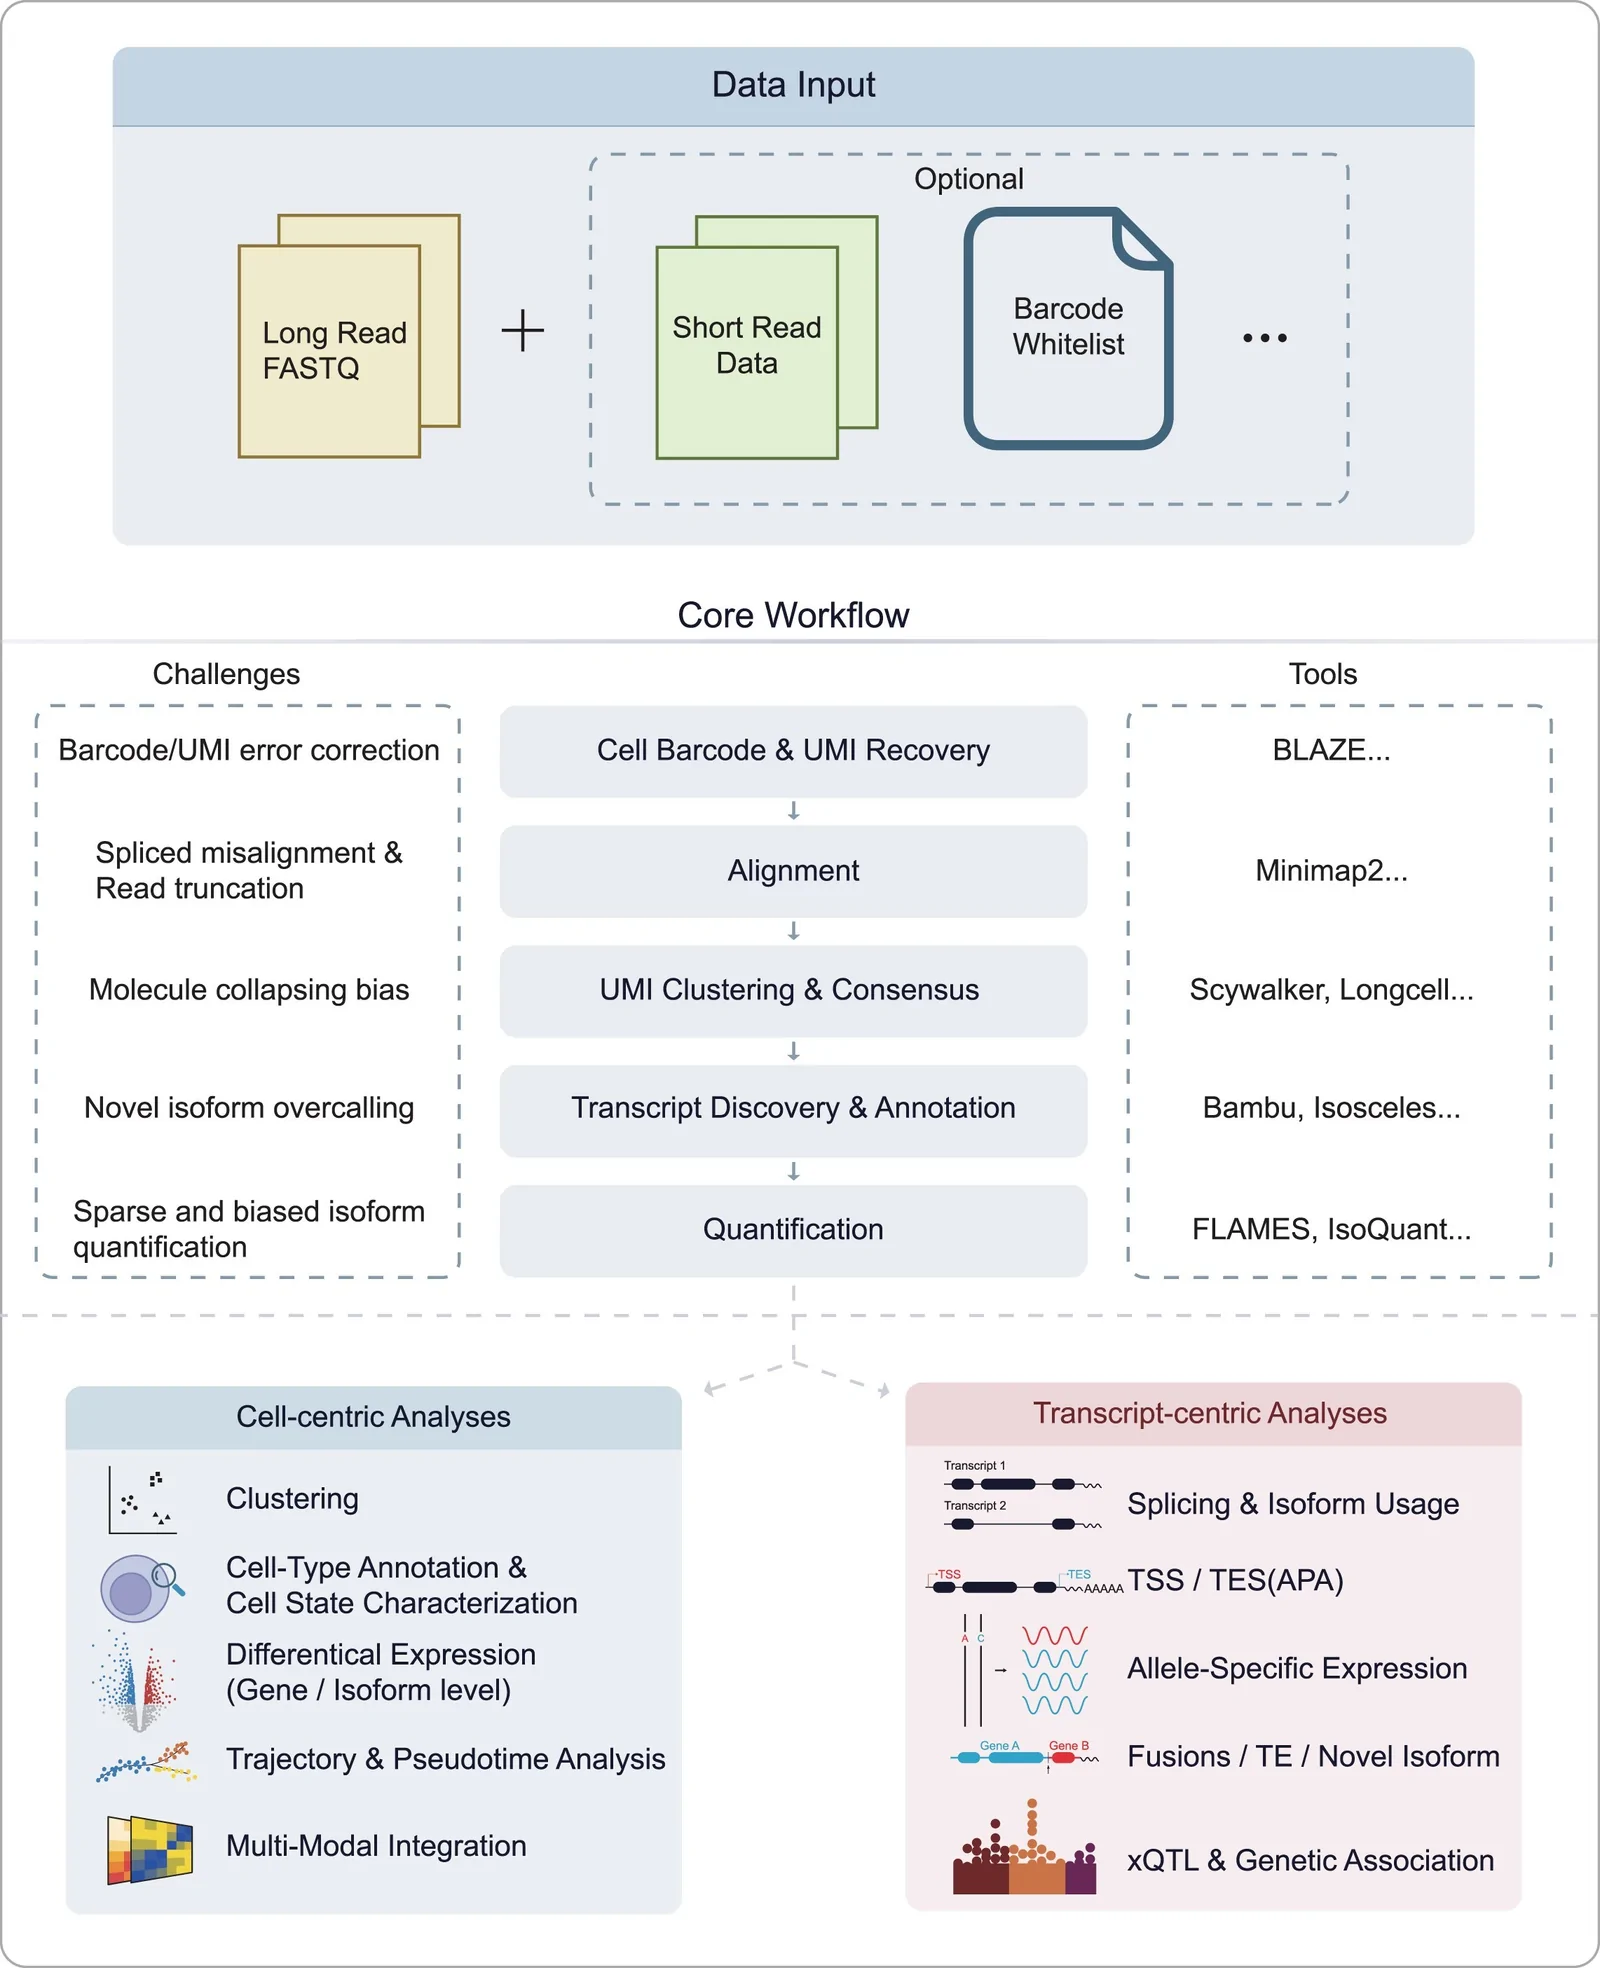 Data Input
Optional
Long Read
FASTQ
+
Short Read
Data
Barcode
Whitelist
...
Core Workflow
Challenges
Tools
Barcode/UMI error correction
Cell Barcode & UMI Recovery
BLAZE...
Spliced misalignment &
Read truncation
Alignment
Minimap2...
Molecule collapsing bias
UMI Clustering & Consensus
Scywalker, Longcell...
Novel isoform overcalling
Transcript Discovery & Annotation
Bambu, Isosceles...
Sparse and biased isoform
quantification
Quantification
FLAMES, IsoQuant...
Cell-centric Analyses
Clustering
Cell-Type Annotation &
Cell State Characterization
Differentical Expression
(Gene / Isoform level)
Trajectory & Pseudotime Analysis
Multi-Modal Integration
Transcript-centric Analyses
Transcript 1
Transcript 2
Splicing & Isoform Usage
TSS
TES
AAAAA
TSS / TES(APA)
A C
Allele-Specific Expression
Gene A
Gene B
Fusions / TE / Novel Isoform
xQTL & Genetic Association